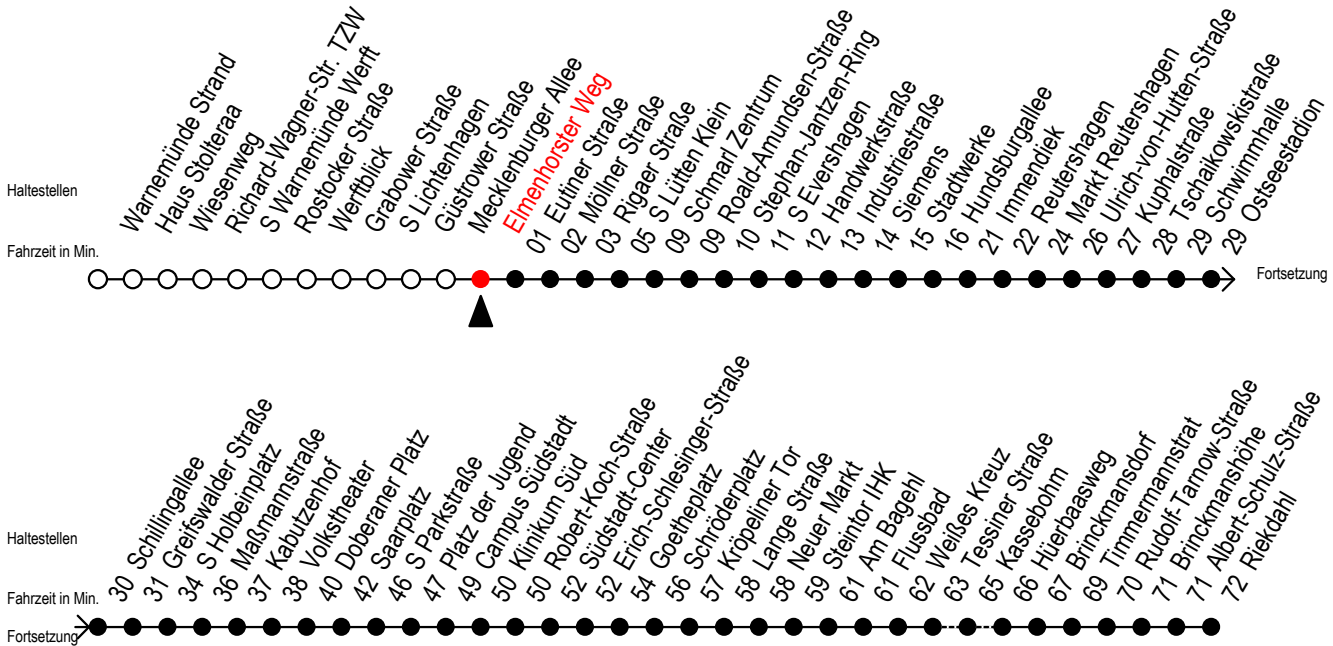 Haltestellen
Warnemünde Strand
Haus Stolteraa
Wiesenweg
Richard-Wagner-Str. TZW
S Warnemünde Werft
Rostocker Straße
Werftblick
Grabower Straße
S Lichtenhagen
Güstrower Straße
Mecklenburger Allee
Elmenhorster Weg
Fahrzeit in Min.
01 Eutiner Straße
02 Möllner Straße
03 Rigaer Straße
05 S Lütten Klein
09 Schmarl Zentrum
09 Roald-Amundsen-Straße
10 Stephan-Jantzen-Ring
11 S Evershagen
12 Handwerkstraße
13 Industriestraße
14 Siemens
15 Stadtwerke
16 Hundsburgallee
21 Immendiek
22 Reutershagen
24 Markt Reutershagen
26 Ulrich-von-Hutten-Straße
27 Kuphalstraße
28 Tschaikowskistraße
29 Schwimmhalle
29 Ostseestadion
Fortsetzung
Haltestellen
Fahrzeit in Min.
Fortsetzung
30 Schillingallee
31 Greifswalder Straße
34 S Holbeinplatz
36 Maßmannstraße
37 Kabutzenhof
38 Volkstheater
40 Doberaner Platz
42 Saarplatz
46 S Parkstraße
47 Platz der Jugend
49 Campus Südstadt
50 Klinikum Süd
50 Robert-Koch-Straße
52 Südstadt-Center
52 Erich-Schlesinger-Straße
54 Goetheplatz
56 Schröderplatz
57 Kröpeliner Tor
58 Lange Straße
58 Neuer Markt
59 Steintor IHK
61 Am Bagehl
61 Flussbad
62 Weißes Kreuz
63 Tessiner Straße
65 Kassebohm
66 Hüerbaasweg
67 Brinckmansdorf
69 Timmermannstrat
70 Rudolf-Tarnow-Straße
71 Brinckmanshöhe
71 Albert-Schulz-Straße
72 Riekdahl